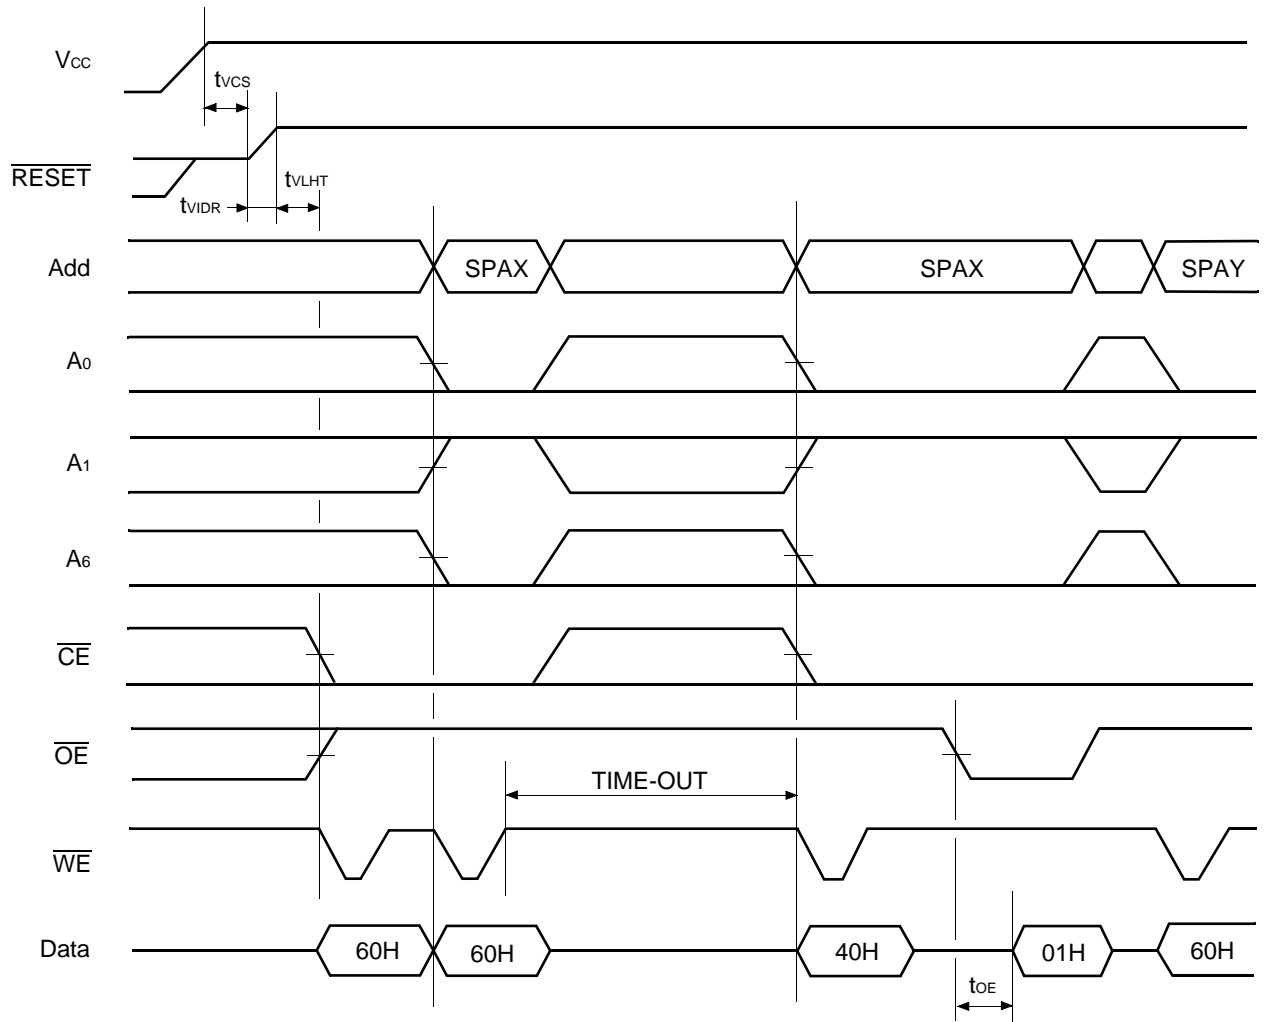 VCC
tVCS
RESET
tVLHT
tVIDR
Add SPAX SPAX SPAY
A0
A1
A6
CE
OE
TIME-OUT
WE
Data 60H 60H 40H 01H 60H
tOE